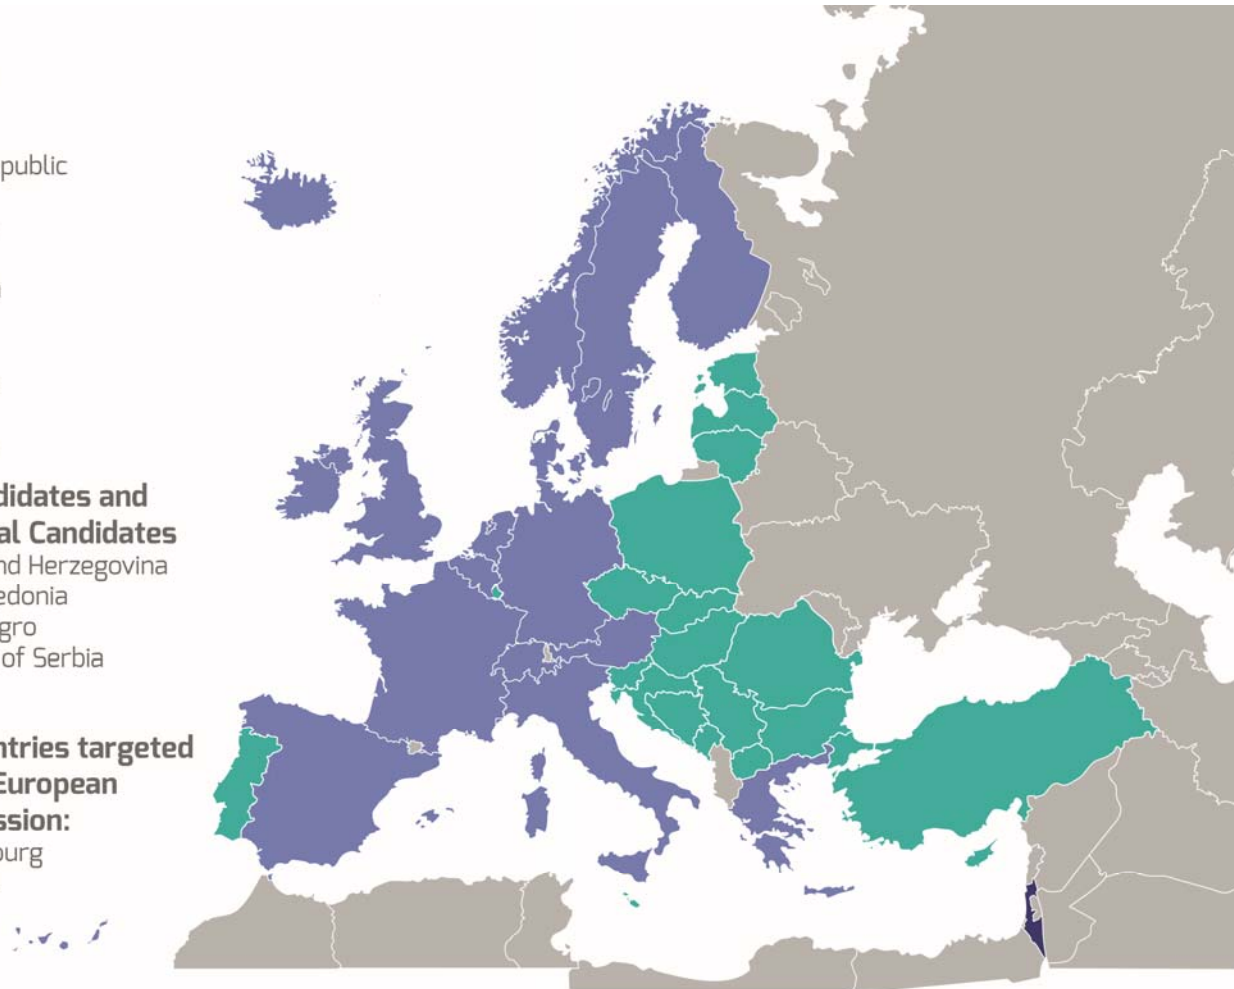 public
didates and
al Candidates
nd Herzegovina
edonia
gro
of Serbia
ntries targeted
European
ssion:
ourg